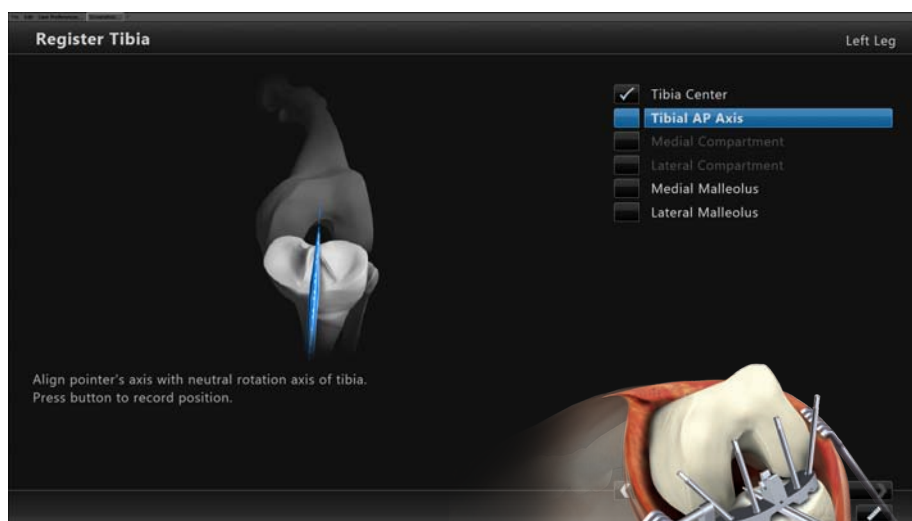 Register Tibia
Left Leg
Tibia Center
Tibial AP Axis
Medial Compartment
Lateral Compartment
Medial Malleolus
Lateral Malleolus
Align pointer's axis with neutral rotation axis of tibia.
Press button to record position.